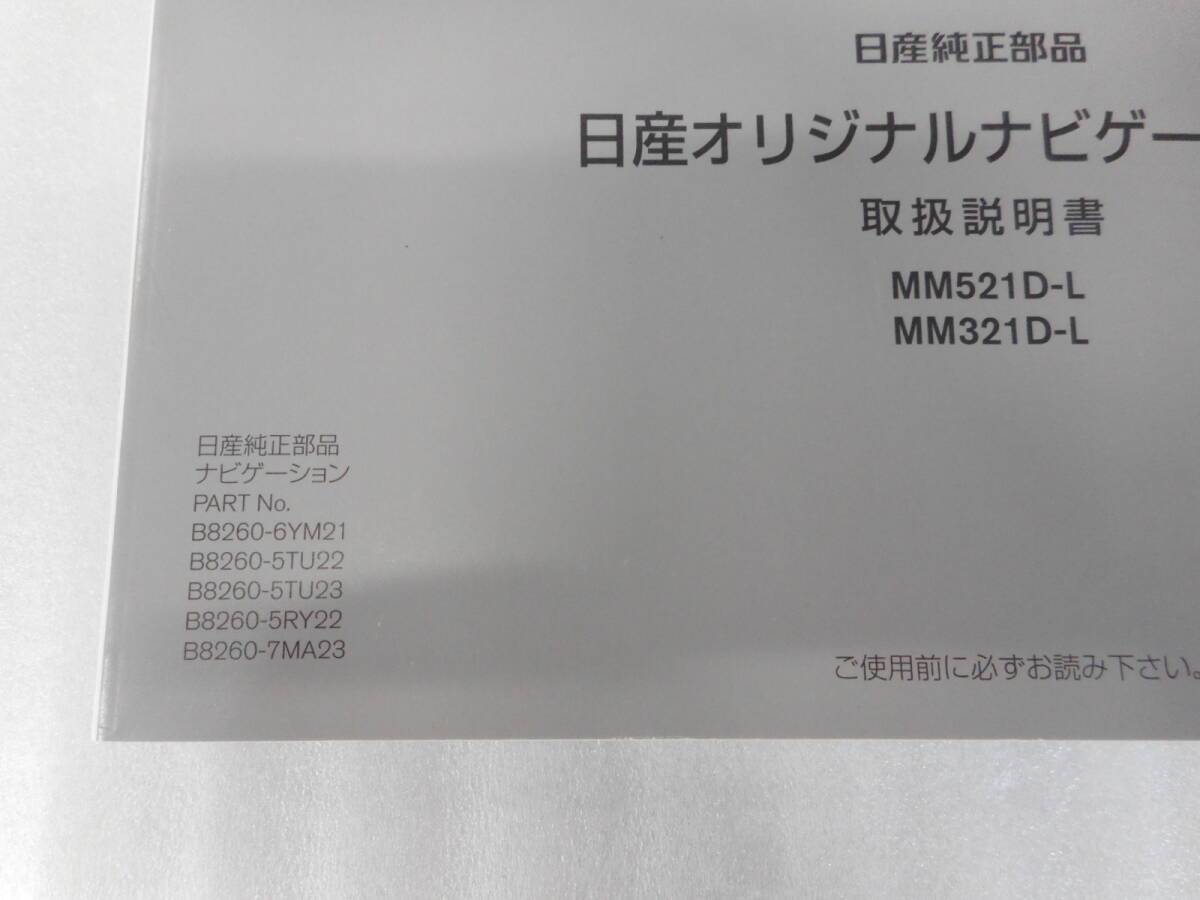 日産純正部品
日産オリジナルナビゲー
取扱説明書
MM521D-L
MM321D-L
日産純正部品
ナビゲーション
PART No.
B8260-6YM21
B8260-5TU22
B8260-5TU23
B8260-5RY22
B8260-7MA23
ご使用前に必ずお読み下さい。